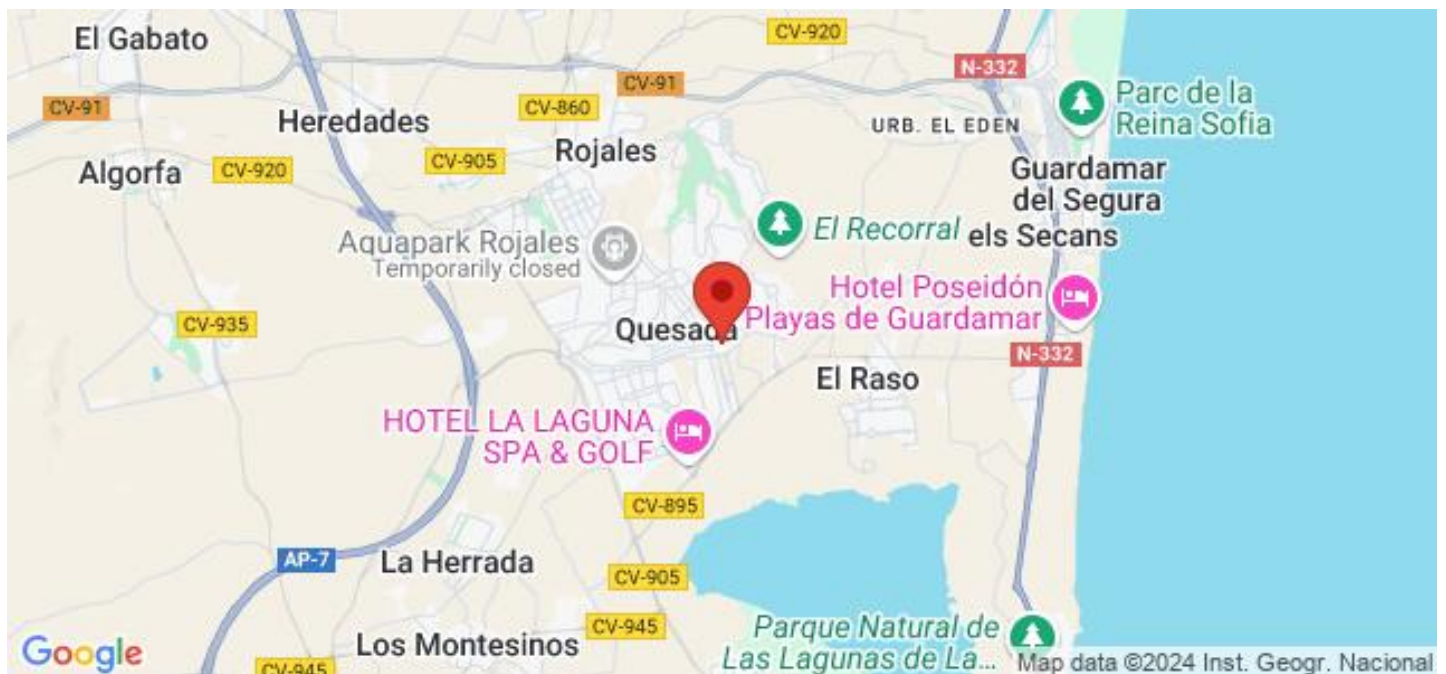 El Gabato
CV-920
CV-91
N-332
CV-91
CV-860
Parc de la
Reina Sofia
Heredades
URB. EL EDEN
Rojales
CV-905
CV-920
Algorfa
Guardamar
del Segura
Aquapark Rojales
Temporarily closed
El Recorral
els Secans
Hotel Poseidón
Playas de Guardamar
CV-935
Quesada
N-332
El Raso
HOTEL LA LAGUNA
SPA & GOLF
CV-895
AP-7
La Herrada
CV-905
CV-945
Los Montesinos
Parque Natural de
Las Lagunas de La...
CV-945
Google
Map data ©2024 Inst. Geogr. Nacional